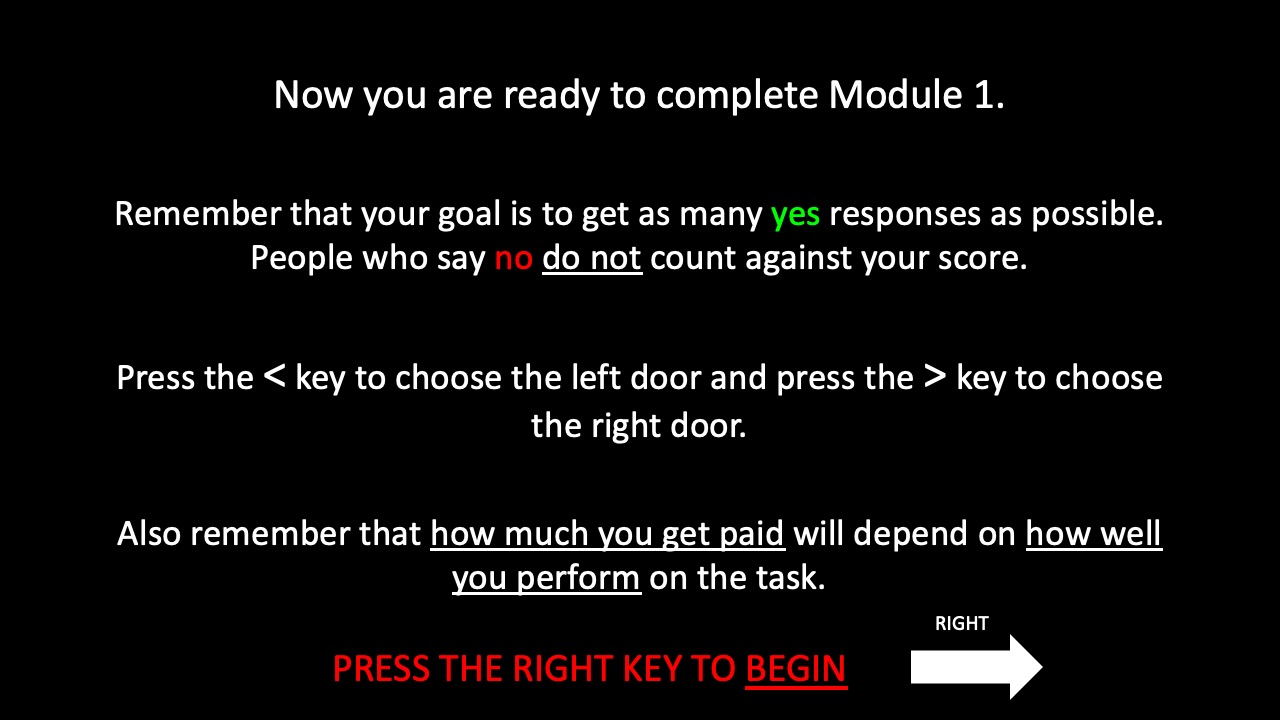 Now you are ready to complete Module 1.
Remember that your goal is to get as many yes responses as possible.
People who say no do not count against your score.
Press the < key to choose the left door and press the > key to choose
the right door.
Also remember that how much you get paid will depend on how well
you perform on the task.
RIGHT
PRESS THE RIGHT KEY TO BEGIN